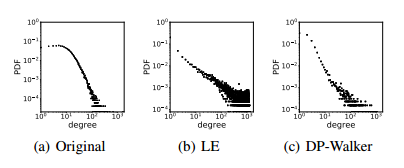 10⁰ 10⁰ 10⁰
10⁻¹ 10⁻¹ 10⁻¹
PDF 10⁻² PDF 10⁻² PDF 10⁻²
10⁻³ 10⁻³ 10⁻³
10⁻⁴ 10⁻⁴ 10⁻⁴
10⁰ 10¹ 10² 10³ 10⁰ 10¹ 10² 10³ 10⁰ 10¹ 10² 10³
degree degree degree
(a) Original (b) LE (c) DP-Walker